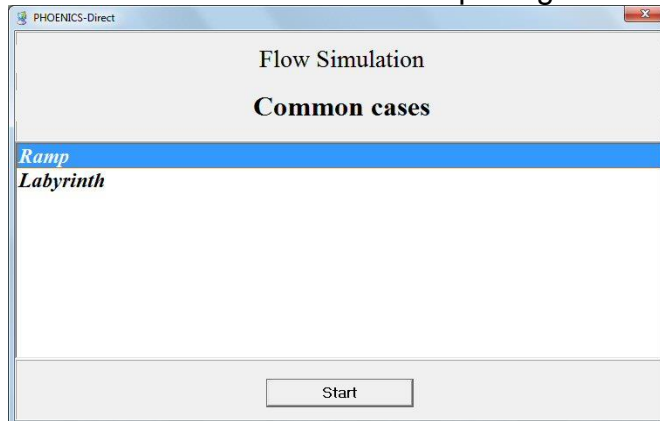 PHOENICS-Direct
Flow Simulation
Common cases
Ramp
Labyrinth
Start